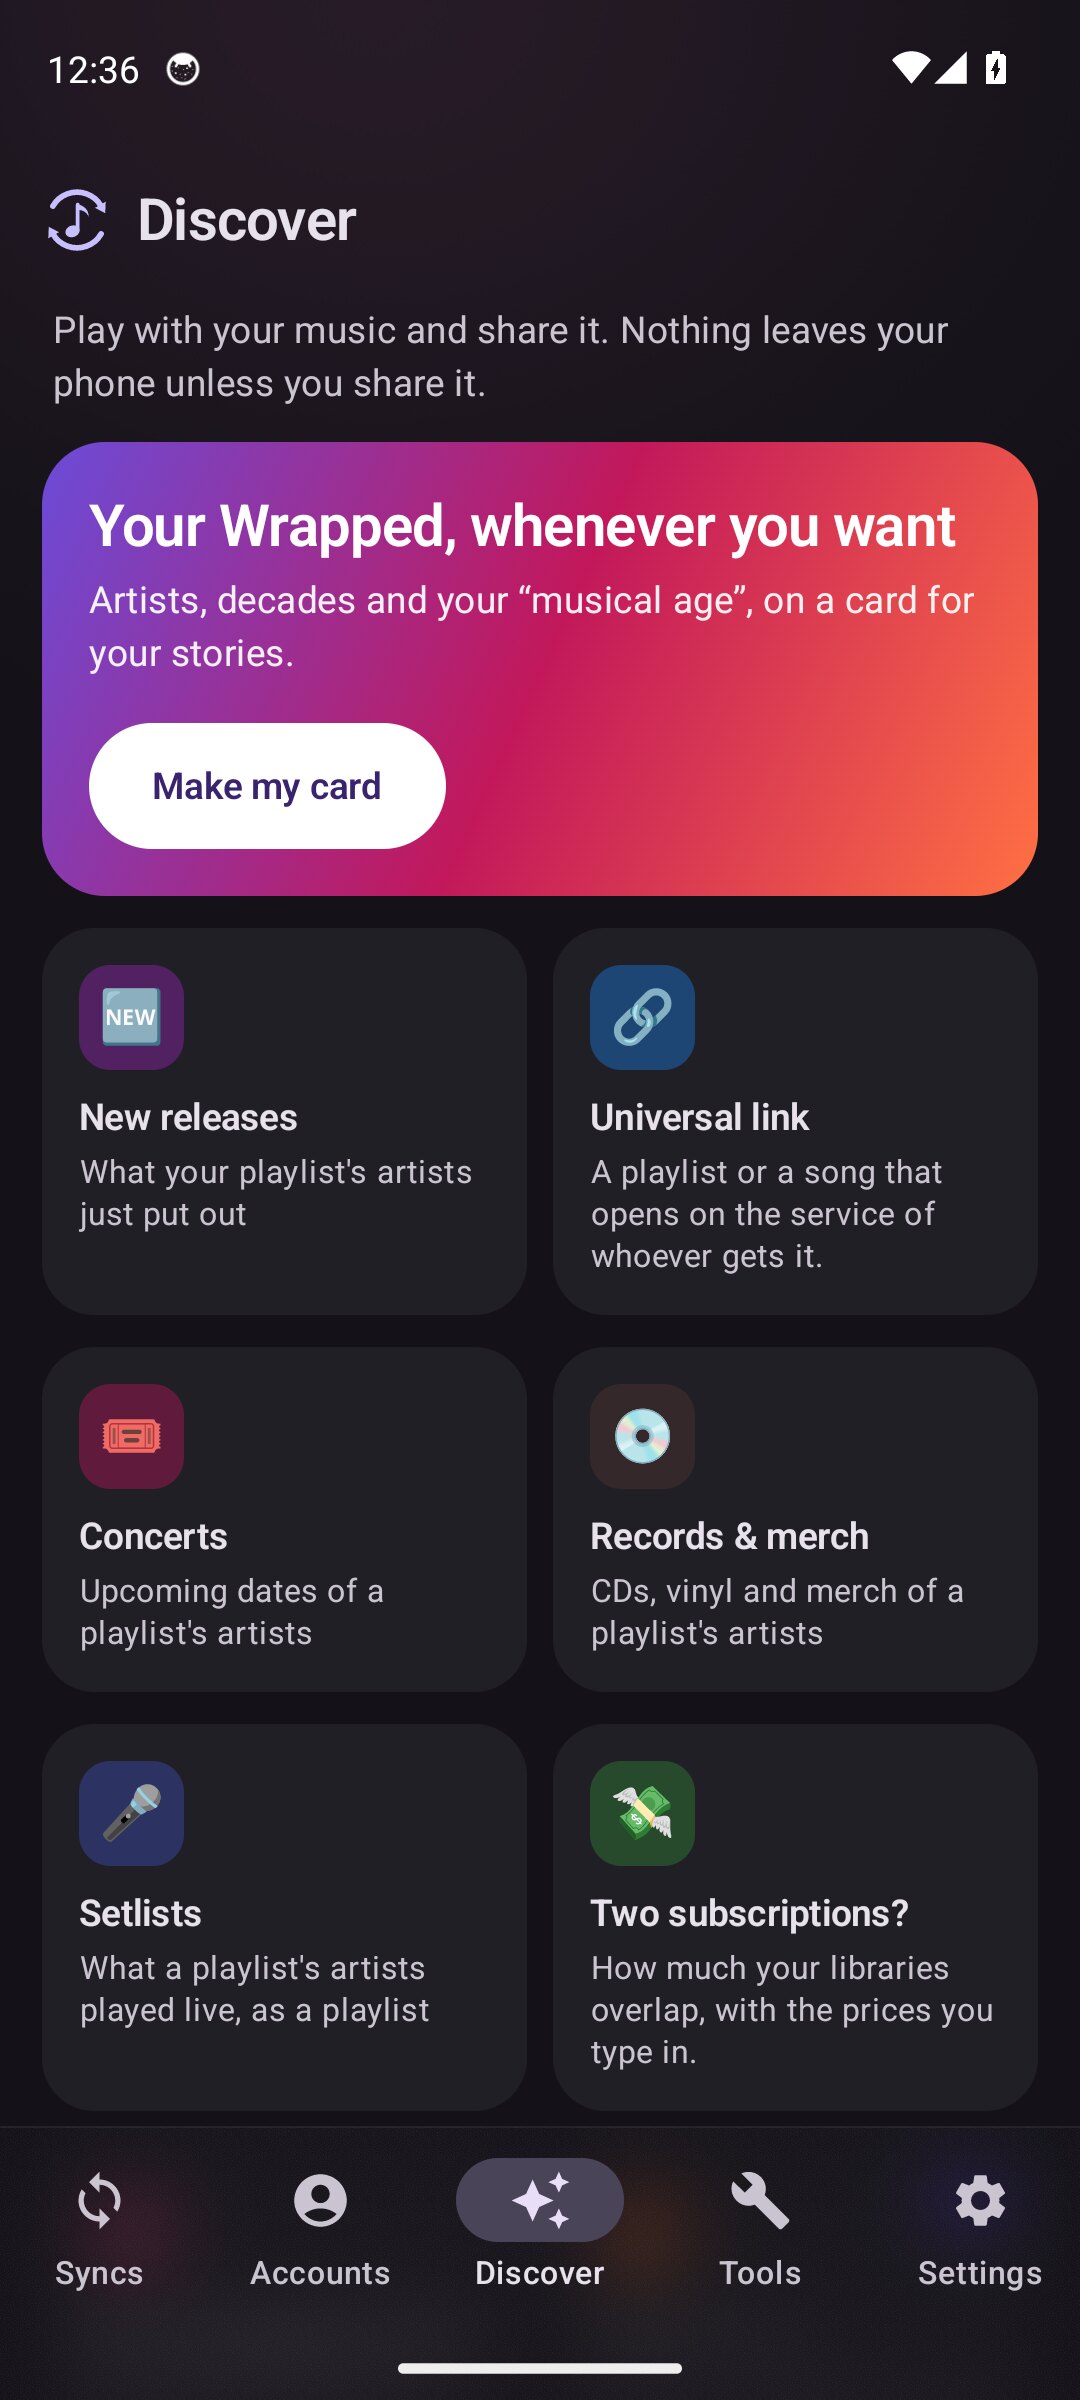 12:36
Discover
Play with your music and share it. Nothing leaves your
phone unless you share it.
Your Wrapped, whenever you want
Artists, decades and your “musical age”, on a card for
your stories.
Make my card
NEW
New releases
What your playlist's artists
just put out
Universal link
A playlist or a song that
opens on the service of
whoever gets it.
Concerts
Upcoming dates of a
playlist's artists
Records & merch
CDs, vinyl and merch of a
playlist's artists
Setlists
What a playlist's artists
played live, as a playlist
Two subscriptions?
How much your libraries
overlap, with the prices you
type in.
Syncs
Accounts
Discover
Tools
Settings